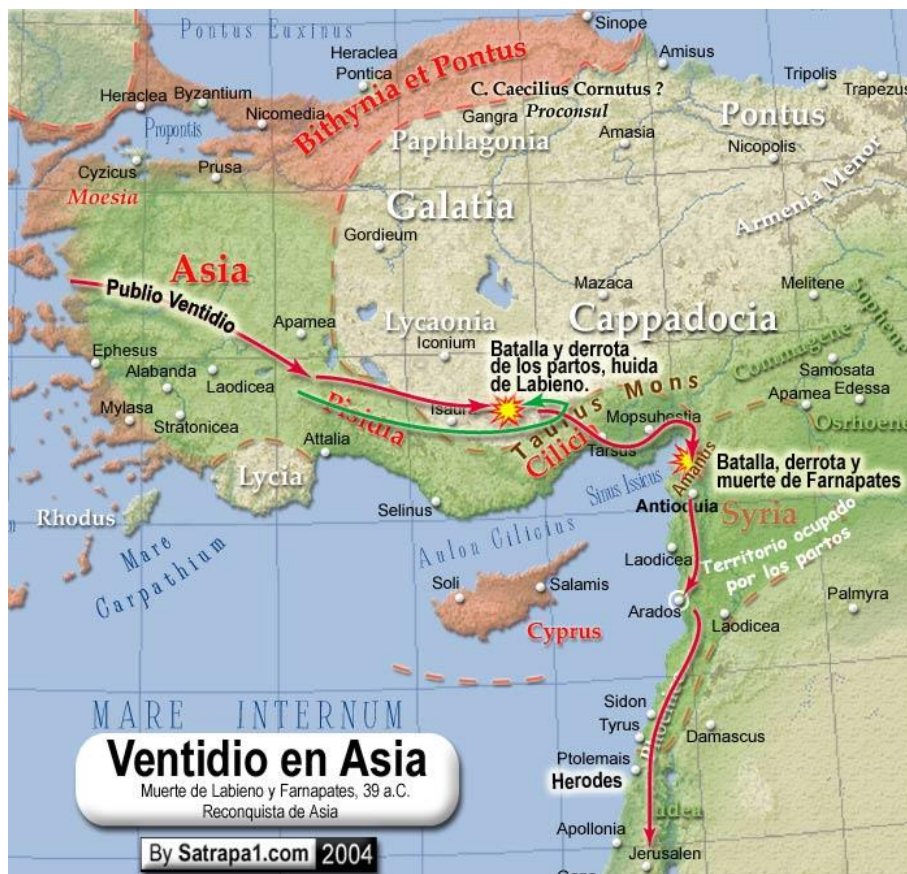 Pontus Euxinus
Sinope
Heraclea
Pontica
Amisus
Tripolis
Trapezus
Heraclea
Byzantium
Nicomedia
Bithynia et Pontus
C. Caecilius Cornutus ?
Proconsul
Gangra
Paphlagonia
Amasia
Pontus
Nicopolis
Propontis
Cyzicus
Prusa
Moesia
Galatia
Gordieum
Armenia Menor
Asia
Publio Ventidio
Mazaca
Melitene
Sophene
Apamea
Lycaonia
Iconium
Cappadocia
Commagene
Ephesus
Alabanda
Laodicea
Batalla y derrota
de los partos, huida
de Labieno.
Samosata
Apamea
Edessa
Mylasa
Stratonicea
Pisidia
Isaur
Taurus Mons
Mopsuhestia
Osrhoene
Attalia
Cilicia
Tarsus
Amanus
Batalla, derrota y
muerte de Farnapates
Lycia
Selinus
Sinus Issicus
Antioquia
Syria
Rhodus
Mare
Carpathium
Aulon Cilicius
Laodicea
Territorio ocupado
por los partos
Soli
Salamis
Arados
Laodicea
Palmyra
Cyprus
MARE INTERNUM
Sidon
Tyrus
Damascus
Ptolemais
Herodes
Ventidio en Asia
Muerte de Labieno y Farnapates, 39 a.C.
Reconquista de Asia
Apollonia
Jerusalen
By Satrapa1.com 2004